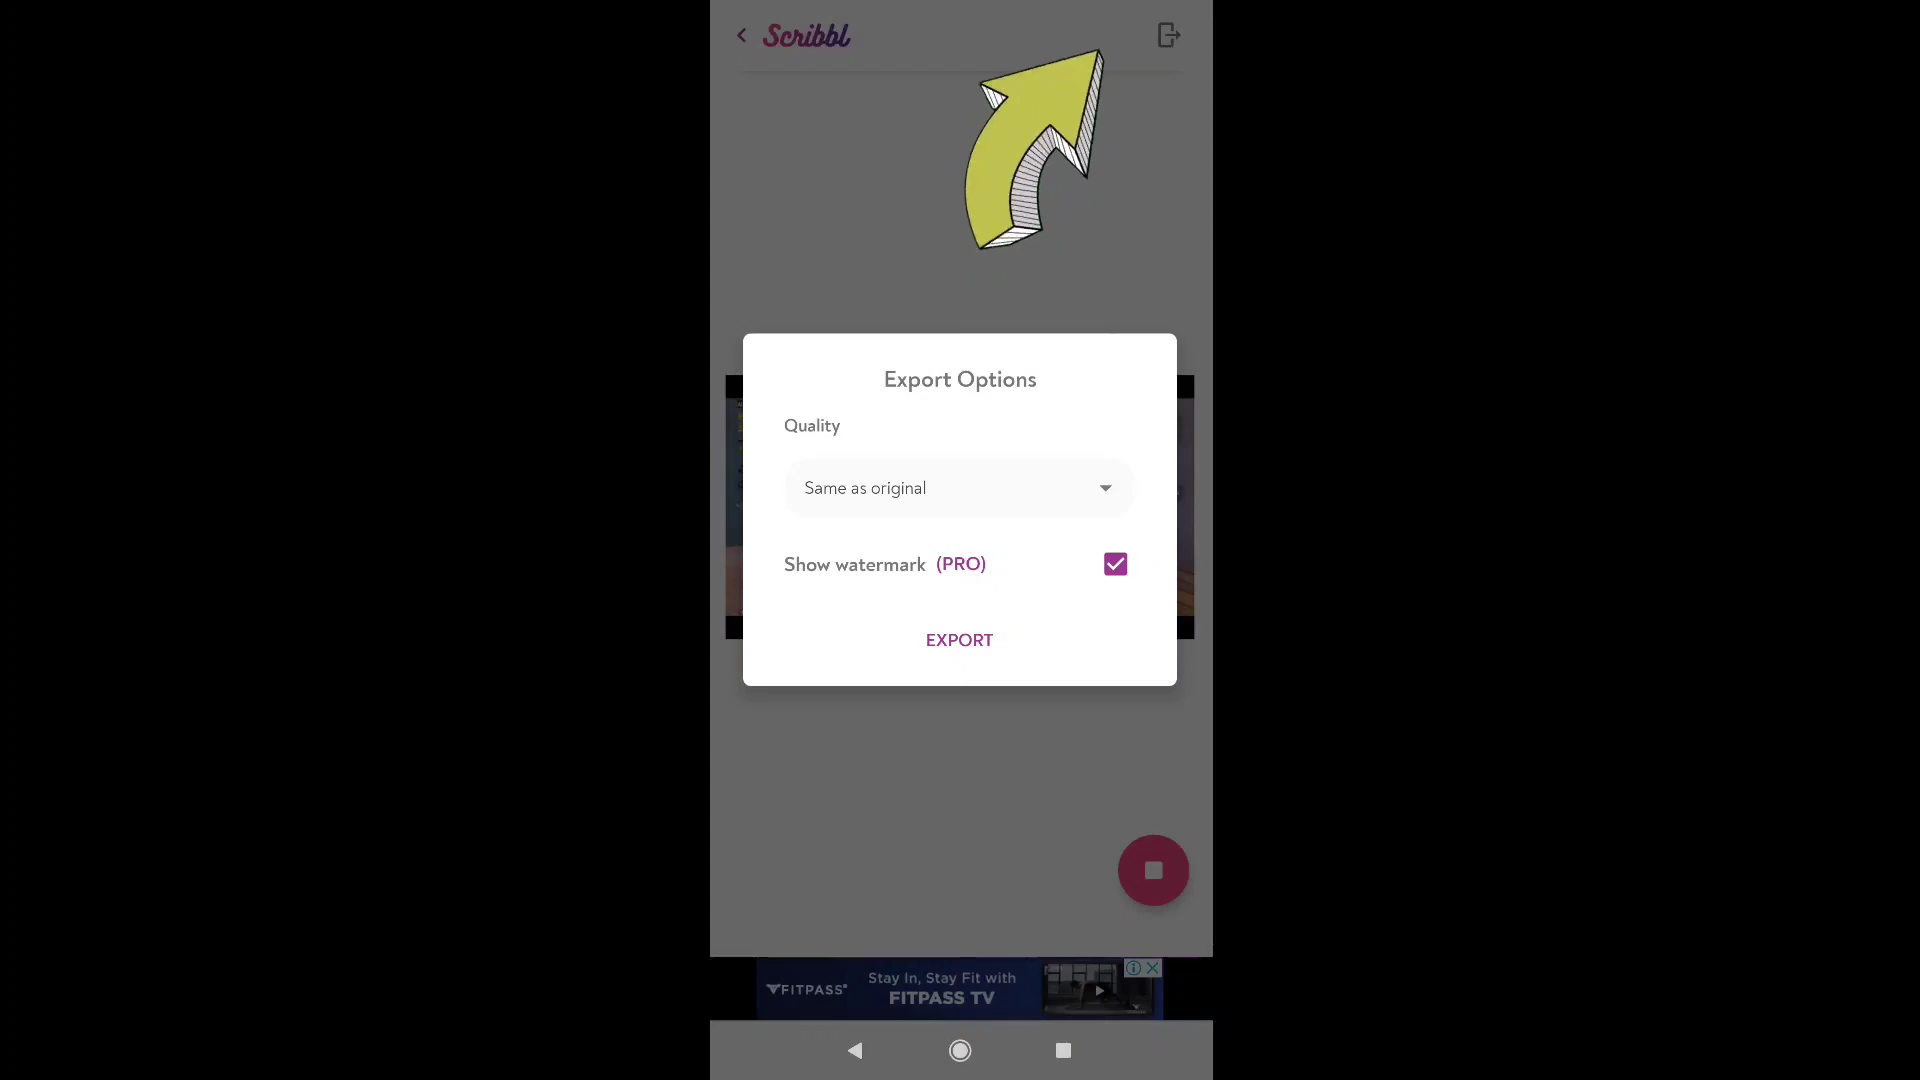 Scribbl
Export Options
Quality
Same as original
Show watermark (PRO)
EXPORT
FITPASS
Stay In, Stay Fit with
FITPASS TV